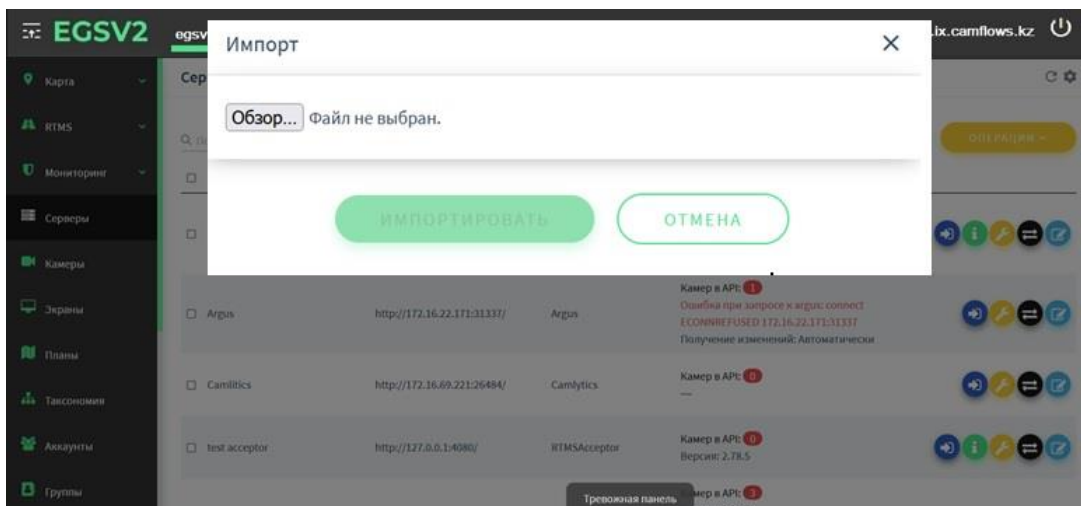 EGSV2
egsv
Импорт
.ix.camflows.kz
Карта
Сер
Обзор... Файл не выбран.
RTMS
ОПЕРАЦИИ
Мониторинг
Серверы
ИМПОРТИРОВАТЬ
ОТМЕНА
Камеры
Экраны
Argus
http://172.16.22.171:31337/
Argus
Камер в API: 1
Ошибка при запросе к argus: connect
ECONNREFUSED 172.16.22.171:31337
Получение изменений: Автоматически
Планы
Таксономия
Camlitics
http://172.16.69.221:26484/
Camlytics
Камер в API: 0
---
Аккаунты
test acceptor
http://127.0.0.1:4080/
RTMSAcceptor
Камер в API: 0
Версия: 2.78.5
Группы
Тревожная панель
мер в API: 3